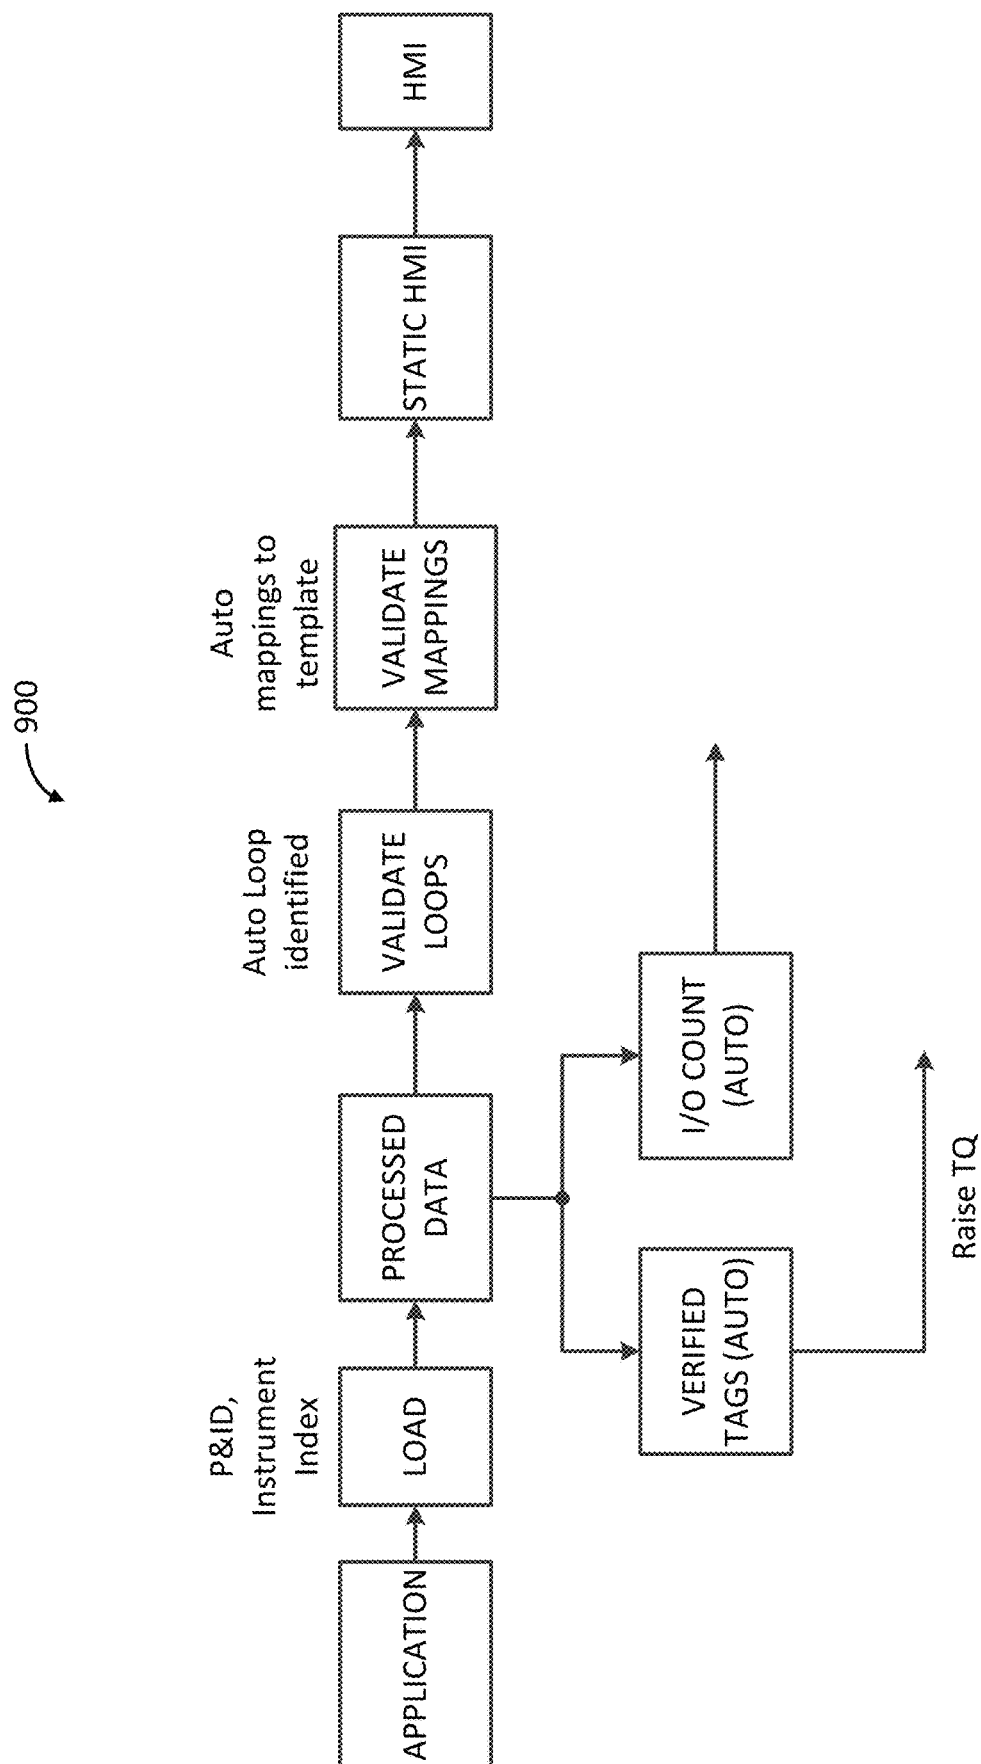 900
P&ID,
Instrument
Index
Auto Loop
identified
Auto
mappings to
template
APPLICATION
LOAD
PROCESSED
DATA
VALIDATE
LOOPS
VALIDATE
MAPPINGS
STATIC HMI
HMI
VERIFIED
TAGS (AUTO)
I/O COUNT
(AUTO)
Raise TQ